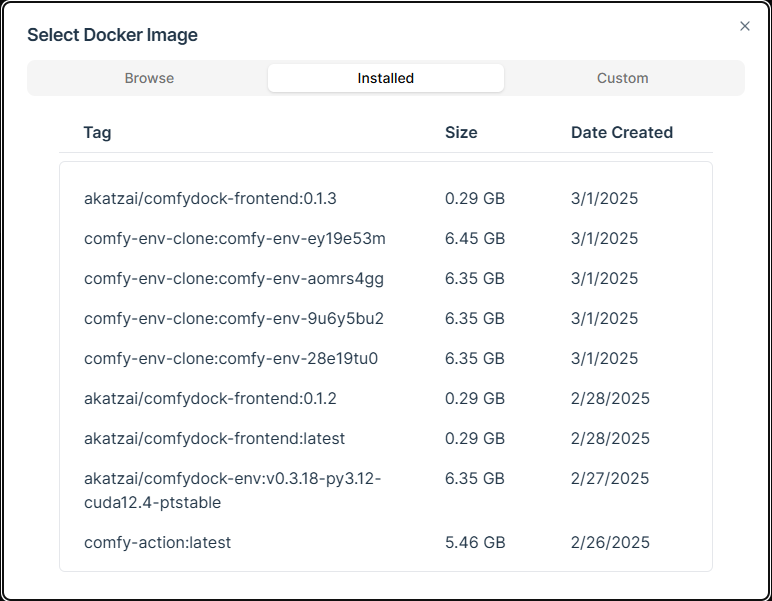 Select Docker Image
Browse Installed Custom
Tag Size Date Created
akatzai/comfydock-frontend:0.1.3 0.29 GB 3/1/2025
comfy-env-clone:comfy-env-ey19e53m 6.45 GB 3/1/2025
comfy-env-clone:comfy-env-aomrs4gg 6.35 GB 3/1/2025
comfy-env-clone:comfy-env-9u6y5bu2 6.35 GB 3/1/2025
comfy-env-clone:comfy-env-28e19tu0 6.35 GB 3/1/2025
akatzai/comfydock-frontend:0.1.2 0.29 GB 2/28/2025
akatzai/comfydock-frontend:latest 0.29 GB 2/28/2025
akatzai/comfydock-env:v0.3.18-py3.12- 6.35 GB 2/27/2025
cuda12.4-ptstable
comfy-action:latest 5.46 GB 2/26/2025